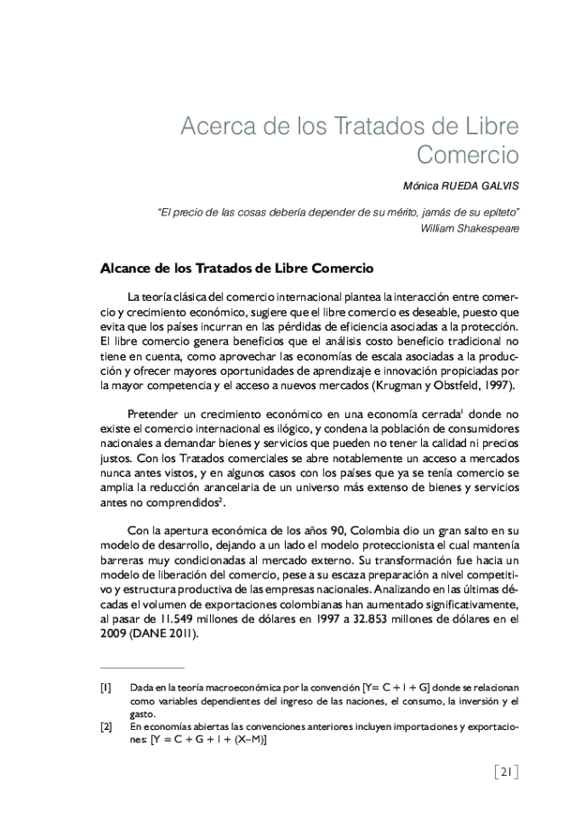 Acerca de los Tratados de Libre
Comercio
Mónica RUEDA GALVIS
“El precio de las cosas debería depender de su mérito, jamás de su epíteto”
William Shakespeare
Alcance de los Tratados de Libre Comercio
La teoría clásica del comercio internacional plantea la interacción entre comer-
cio y crecimiento económico, sugiere que el libre comercio es deseable, puesto que
evita que los países incurran en las pérdidas de eficiencia asociadas a la protección.
El libre comercio genera beneficios que el análisis costo beneficio tradicional no
tiene en cuenta, como aprovechar las economías de escala asociadas a la produc-
ción y ofrecer mayores oportunidades de aprendizaje e innovación propiciadas por
la mayor competencia y el acceso a nuevos mercados (Krugman y Obstfeld, 1997).
Pretender un crecimiento económico en una economía cerrada¹ donde no
existe el comercio internacional es ilógico, y condena la población de consumidores
nacionales a demandar bienes y servicios que pueden no tener la calidad ni precios
justos. Con los Tratados comerciales se abre notablemente un acceso a mercados
nunca antes vistos, y en algunos casos con los países que ya se tenía comercio se
amplia la reducción arancelaria de un universo más extenso de bienes y servicios
antes no comprendidos².
Con la apertura económica de los años 90, Colombia dio un gran salto en su
modelo de desarrollo, dejando a un lado el modelo proteccionista el cual mantenía
barreras muy condicionadas al mercado externo. Su transformación fue hacia un
modelo de liberación del comercio, pese a su escaza preparación a nivel competiti-
vo y estructura productiva de las empresas nacionales. Analizando en las últimas dé-
cadas el volumen de exportaciones colombianas han aumentado significativamente,
al pasar de 11.549 millones de dólares en 1997 a 32.853 millones de dólares en el
2009 (DANE 2011).
[1] Dada en la teoría macroeconómica por la convención [Y= C + I + G] donde se relacionan
como variables dependientes del ingreso de las naciones, el consumo, la inversión y el
gasto.
[2] En economías abiertas las convenciones anteriores incluyen importaciones y exportacio-
nes: [Y = C + G + I + (X–M)]
[21]